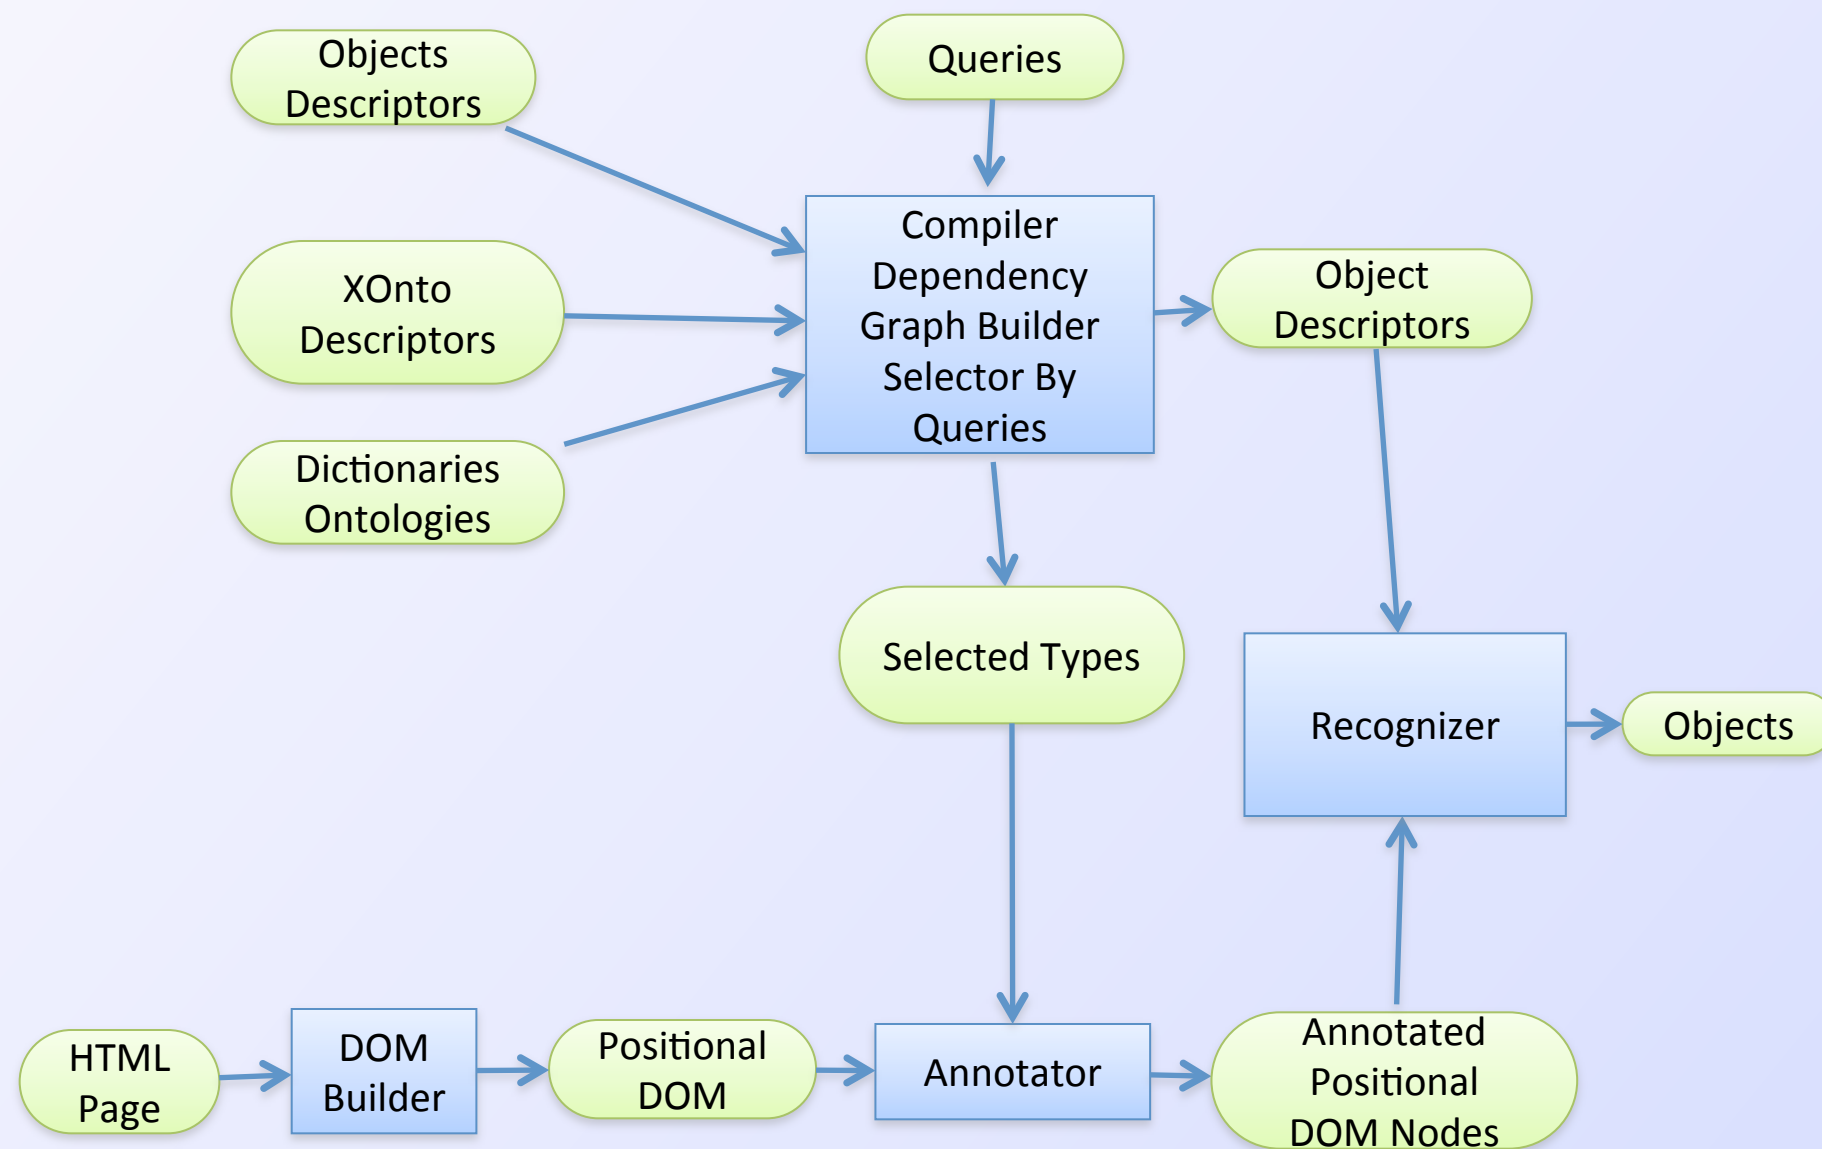 Objects
Descriptors
Queries
XOnto
Descriptors
Compiler
Dependency
Graph Builder
Selector By
Queries
Object
Descriptors
Dictionaries
Ontologies
Selected Types
Recognizer
Objects
HTML
Page
DOM
Builder
Positional
DOM
Annotator
Annotated
Positional
DOM Nodes